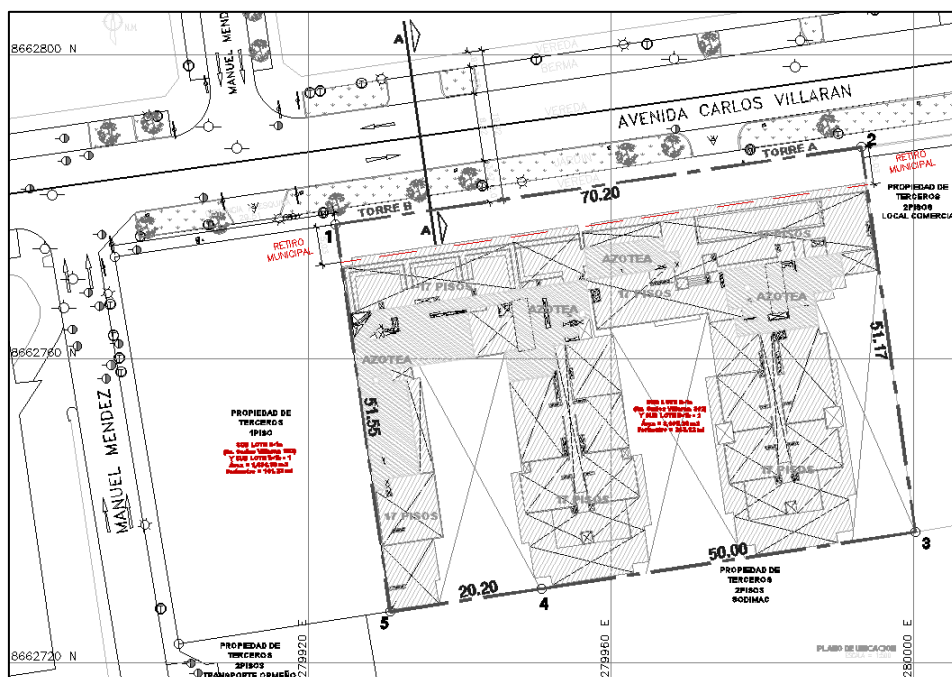 N.M.
8662800 N
MANUEL MENDEZ
A
VEREDA
BERMA
VEREDA
AVENIDA CARLOS VILLARAN
TORRE A
2
RETIRO
MUNICIPAL
PROPIEDAD DE
TERCEROS
2PISOS
LOCAL COMERCIA
70.20
TORRE B
1
A
RETIRO
MUNICIPAL
17 PISOS
AZOTEA
17 PISOS
AZOTEA
AZOTEA
AZOTEA
8662760 N
51.17
51.55
MANUEL MENDEZ
PROPIEDAD DE
TERCEROS
1PISO
17 PISOS
17 PISOS
17 PISOS
3
50.00
20.20
4
5
PROPIEDAD DE
TERCEROS
2PISOS
SODIMAC
PROPIEDAD DE
TERCEROS
2PISOS
TRANSPORTE ORMEÑO
8662720 N
279920 E
279960 E
280000 E
PLANO DE UBICACION